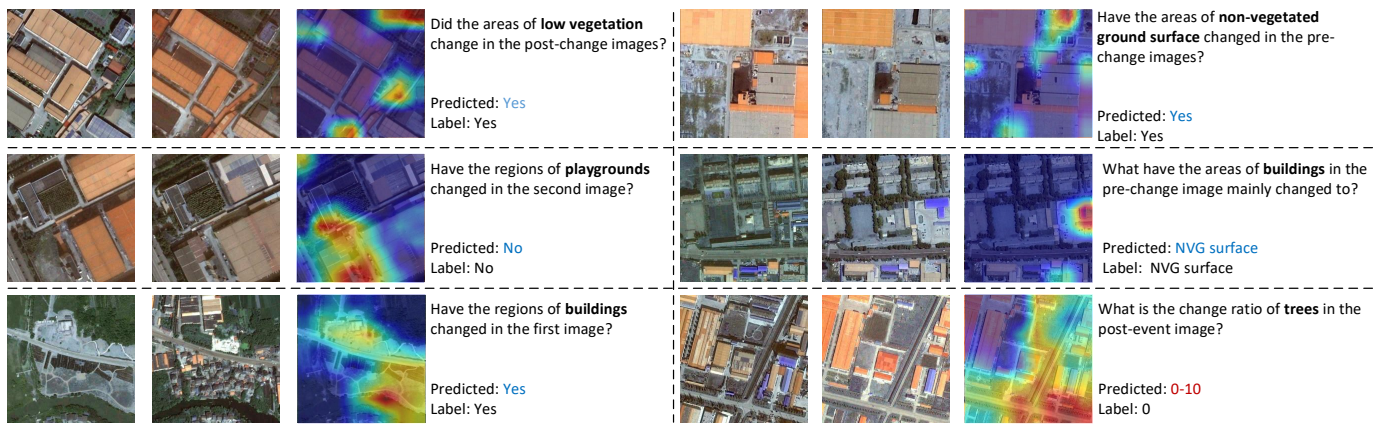 Did the areas of low vegetation
change in the post-change images?
Predicted: Yes
Label: Yes
Have the areas of non-vegetated
ground surface changed in the pre-
change images?
Predicted: Yes
Label: Yes
Have the regions of playgrounds
changed in the second image?
Predicted: No
Label: No
What have the areas of buildings in the
pre-change image mainly changed to?
Predicted: NVG surface
Label: NVG surface
Have the regions of buildings
changed in the first image?
Predicted: Yes
Label: Yes
What is the change ratio of trees in the
post-event image?
Predicted: 0-10
Label: 0